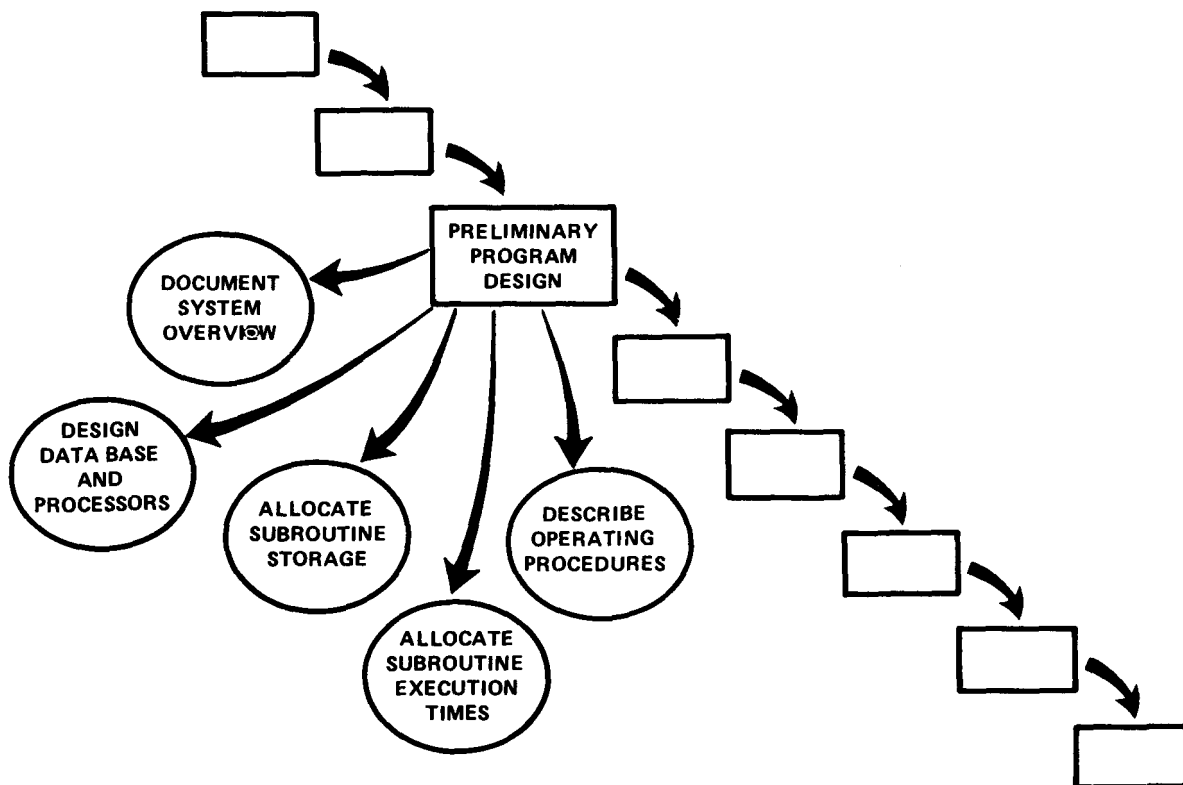 PRELIMINARY
PROGRAM
DESIGN
DOCUMENT
SYSTEM
OVERVIEW
DESIGN
DATA BASE
AND
PROCESSORS
ALLOCATE
SUBROUTINE
STORAGE
DESCRIBE
OPERATING
PROCEDURES
ALLOCATE
SUBROUTINE
EXECUTION
TIMES